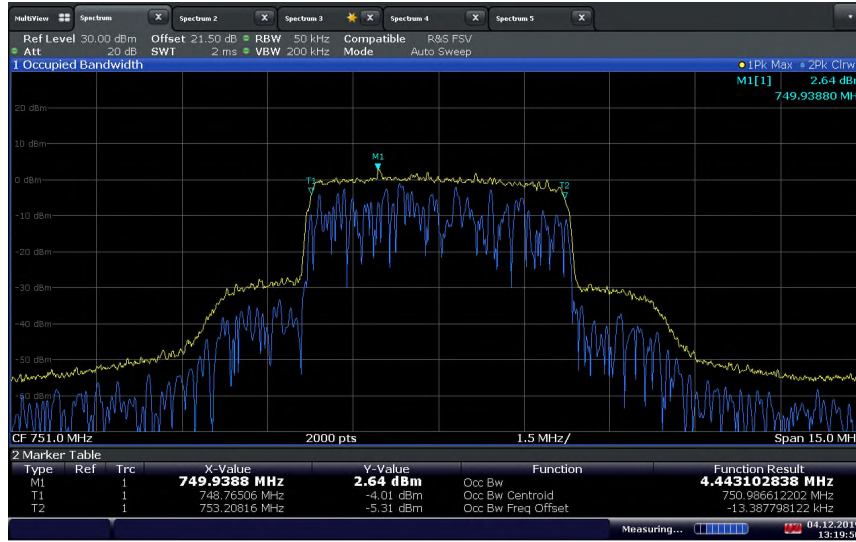 MultiView Spectrum X Spectrum 2 X Spectrum 3 X Spectrum 4 X Spectrum 5 X
Ref Level 30.00 dBm Offset 21.50 dB RBW 50 kHz Compatible R&S FSV
Att 20 dB SWT 2 ms VBW 200 kHz Mode Auto Sweep
1 Occupied Bandwidth 1Pk Max 2Pk Clrw
M1[1] 2.64 dB
749.93880 MH
20 dBm
10 dBm
M1
0 dBm
T1
T2
-10 dBm
-20 dBm
-30 dBm
-40 dBm
-50 dBm
-60 dBm
CF 751.0 MHz 2000 pts 1.5 MHz/ Span 15.0 MH
2 Marker Table
Type Ref Trc X-Value Y-Value Function Function Result
M1 1 749.9388 MHz 2.64 dBm Occ Bw 4.443102838 MHz
T1 1 748.76506 MHz -4.01 dBm Occ Bw Centroid 750.986612202 MHz
T2 1 753.20816 MHz -5.31 dBm Occ Bw Freq Offset -13.387798122 kHz
Measuring... 04.12.201
13:19:5